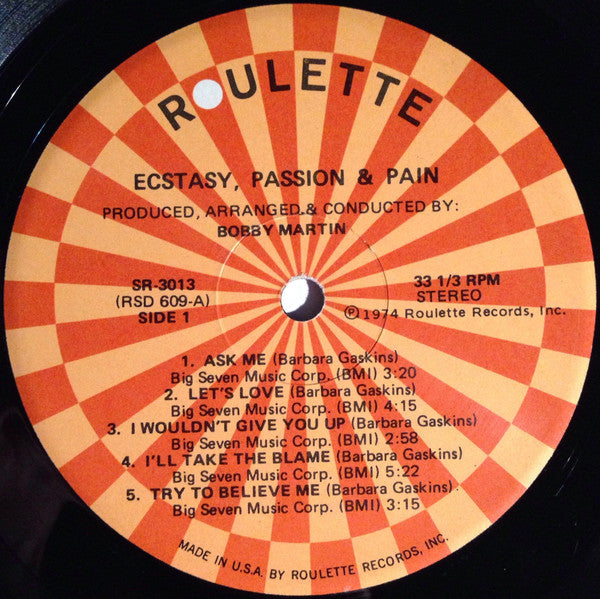 ROULETTE
ECSTASY, PASSION & PAIN
PRODUCED, ARRANGED & CONDUCTED BY:
BOBBY MARTIN
SR-3013
(RSD 609-A)
SIDE 1
33 1/3 RPM
STEREO
Ⓟ1974 Roulette Records, Inc.
1. ASK ME (Barbara Gaskins)
Big Seven Music Corp. (BMI) 3:20
2. LET'S LOVE (Barbara Gaskins)
Big Seven Music Corp. (BMI) 4:15
3. I WOULDN'T GIVE YOU UP (Barbara Gaskins)
Big Seven Music Corp. (BMI) 2:58
4. I'LL TAKE THE BLAME (Barbara Gaskins)
Big Seven Music Corp. (BMI) 5:22
5. TRY TO BELIEVE ME (Barbara Gaskins)
Big Seven Music Corp. (BMI) 3:15
MADE IN U.S.A. BY ROULETTE RECORDS, INC.